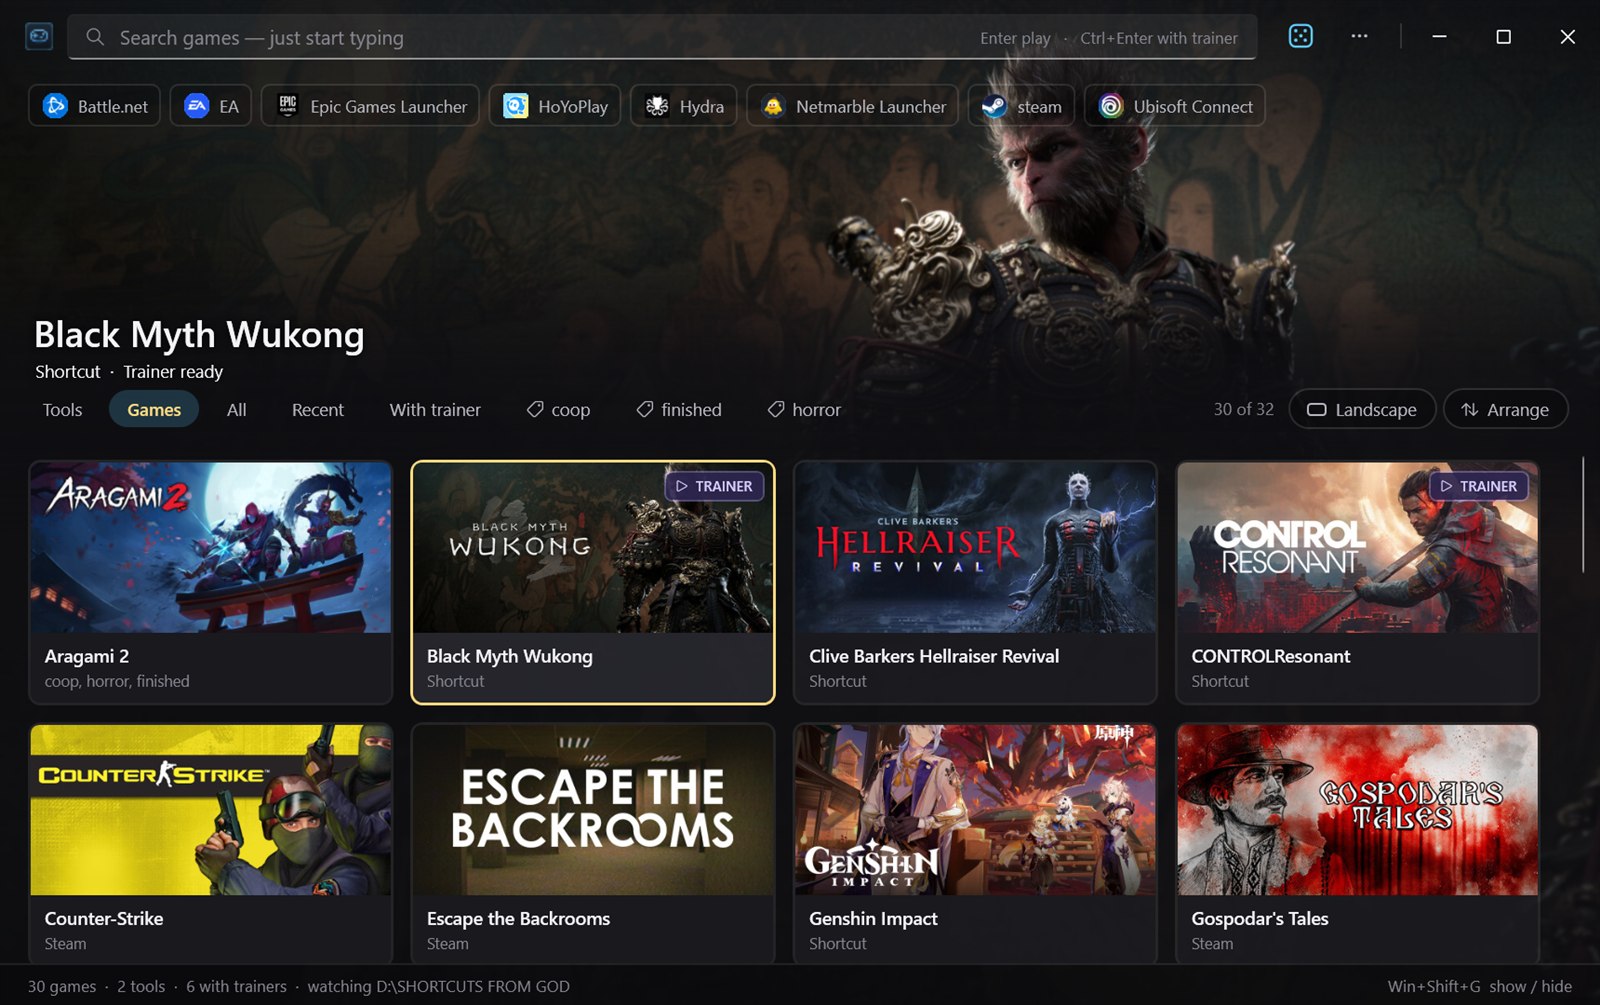 Search games — just start typing
Enter play · Ctrl+Enter with trainer
Battle.net
EA
EPIC GAMES
Epic Games Launcher
HoYoPlay
Hydra
Netmarble Launcher
steam
Ubisoft Connect
Black Myth Wukong
Shortcut · Trainer ready
Tools
Games
All
Recent
With trainer
coop
finished
horror
30 of 32
Landscape
Arrange
ARAGAMI 2
Aragami 2
coop, horror, finished
TRAINER
BLACK MYTH
WUKONG
Black Myth Wukong
Shortcut
CLIVE BARKER'S
HELLRAISER
REVIVAL
Clive Barkers Hellraiser Revival
Shortcut
TRAINER
CONTROL
RESONANT
CONTROLResonant
Shortcut
COUNTER STRIKE
Counter-Strike
Steam
ESCAPE THE
BACKROOMS
Escape the Backrooms
Steam
原神
GENSHIN
IMPACT
Genshin Impact
Shortcut
GOSPODAR'S
TALES
Gospodar's Tales
Steam
30 games · 2 tools · 6 with trainers · watching D:\SHORTCUTS FROM GOD
Win+Shift+G show / hide